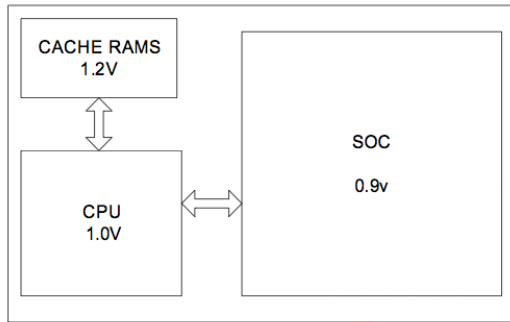 CACHE RAMS
1.2V
CPU
1.0V
SOC
0.9v